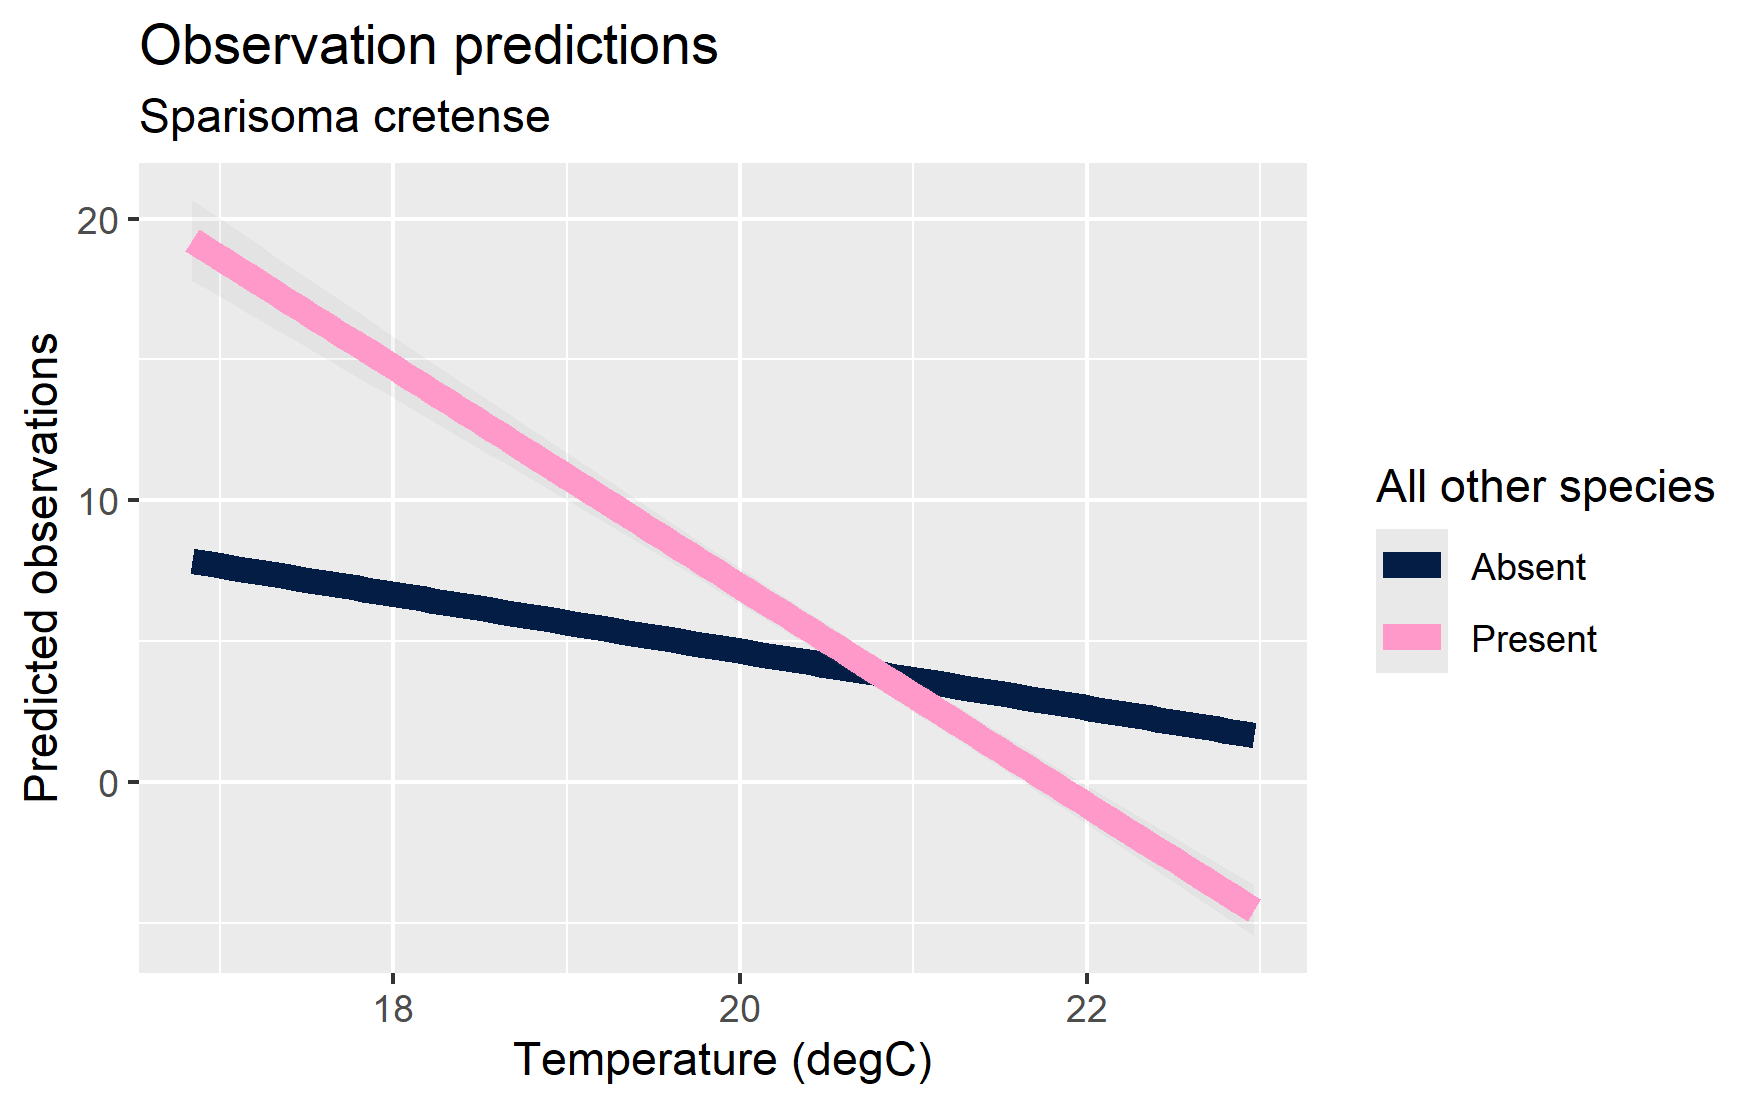 Observation predictions
Sparisoma cretense
Predicted observations
20
10
0
18
20
22
Temperature (degC)
All other species
Absent
Present